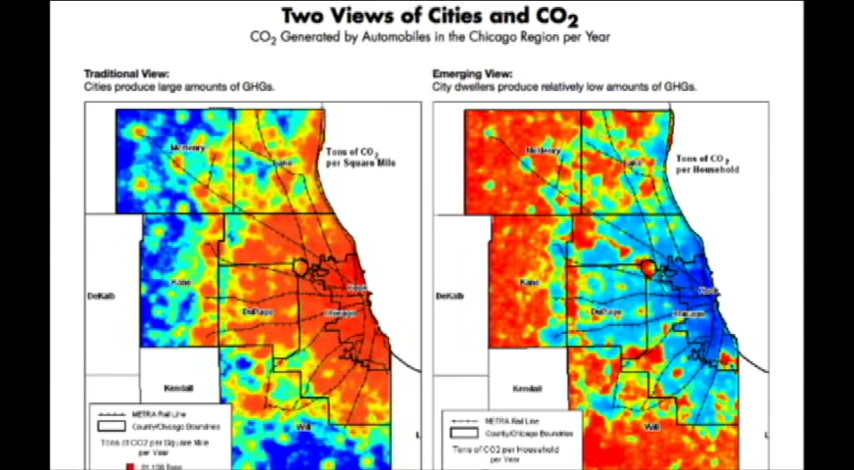 Two Views of Cities and CO2
CO2 Generated by Automobiles in the Chicago Region per Year
Traditional View:
Cities produce large amounts of GHGs.
McHenry
Lake
Tons of CO2
per Square Mile
Kane
Cook
DeKalb
DuPage
Chicago
Kendall
Will
METRA Rail Line
County/Chicago Boundries
Tons of CO2 per Square Mile
per Year
Emerging View:
City dwellers produce relatively low amounts of GHGs.
McHenry
Lake
Tons of CO2
per Household
Kane
Cook
DeKalb
DuPage
Chicago
Kendall
Will
METRA Rail Line
County/Chicago Boundries
Tons of CO2 per Household
per Year
L